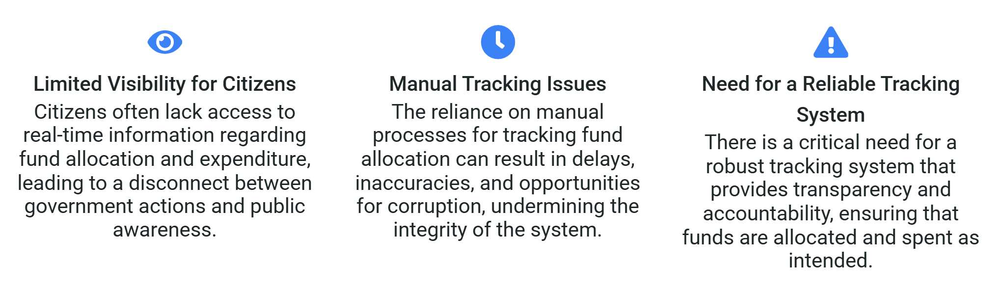 Limited Visibility for Citizens
Citizens often lack access to
real-time information regarding
fund allocation and expenditure,
leading to a disconnect between
government actions and public
awareness.
Manual Tracking Issues
The reliance on manual
processes for tracking fund
allocation can result in delays,
inaccuracies, and opportunities
for corruption, undermining the
integrity of the system.
Need for a Reliable Tracking
System
There is a critical need for a
robust tracking system that
provides transparency and
accountability, ensuring that
funds are allocated and spent as
intended.